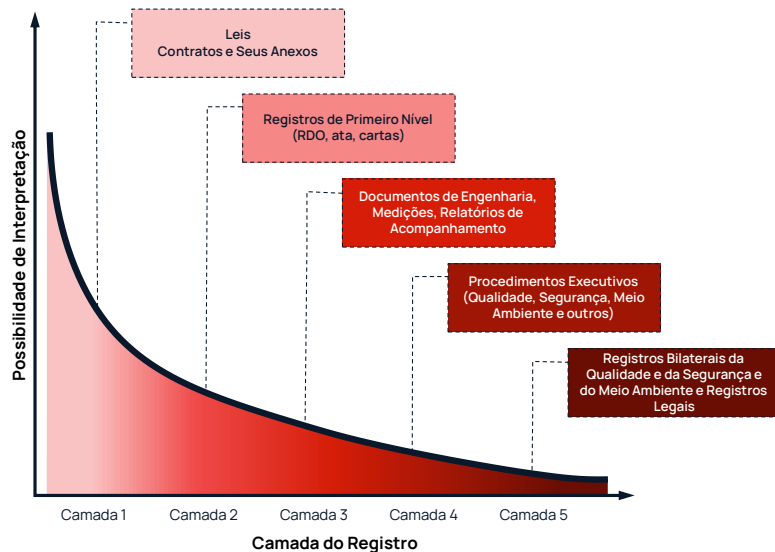 Leis
Contratos e Seus Anexos
Registros de Primeiro Nível
(RDO, ata, cartas)
Documentos de Engenharia,
Medições, Relatórios de
Acompanhamento
Procedimentos Executivos
(Qualidade, Segurança, Meio
Ambiente e outros)
Registros Bilaterais da
Qualidade e da Segurança e
do Meio Ambiente e Registros
Legais
Possibilidade de Interpretação
Camada 1
Camada 2
Camada 3
Camada 4
Camada 5
Camada do Registro